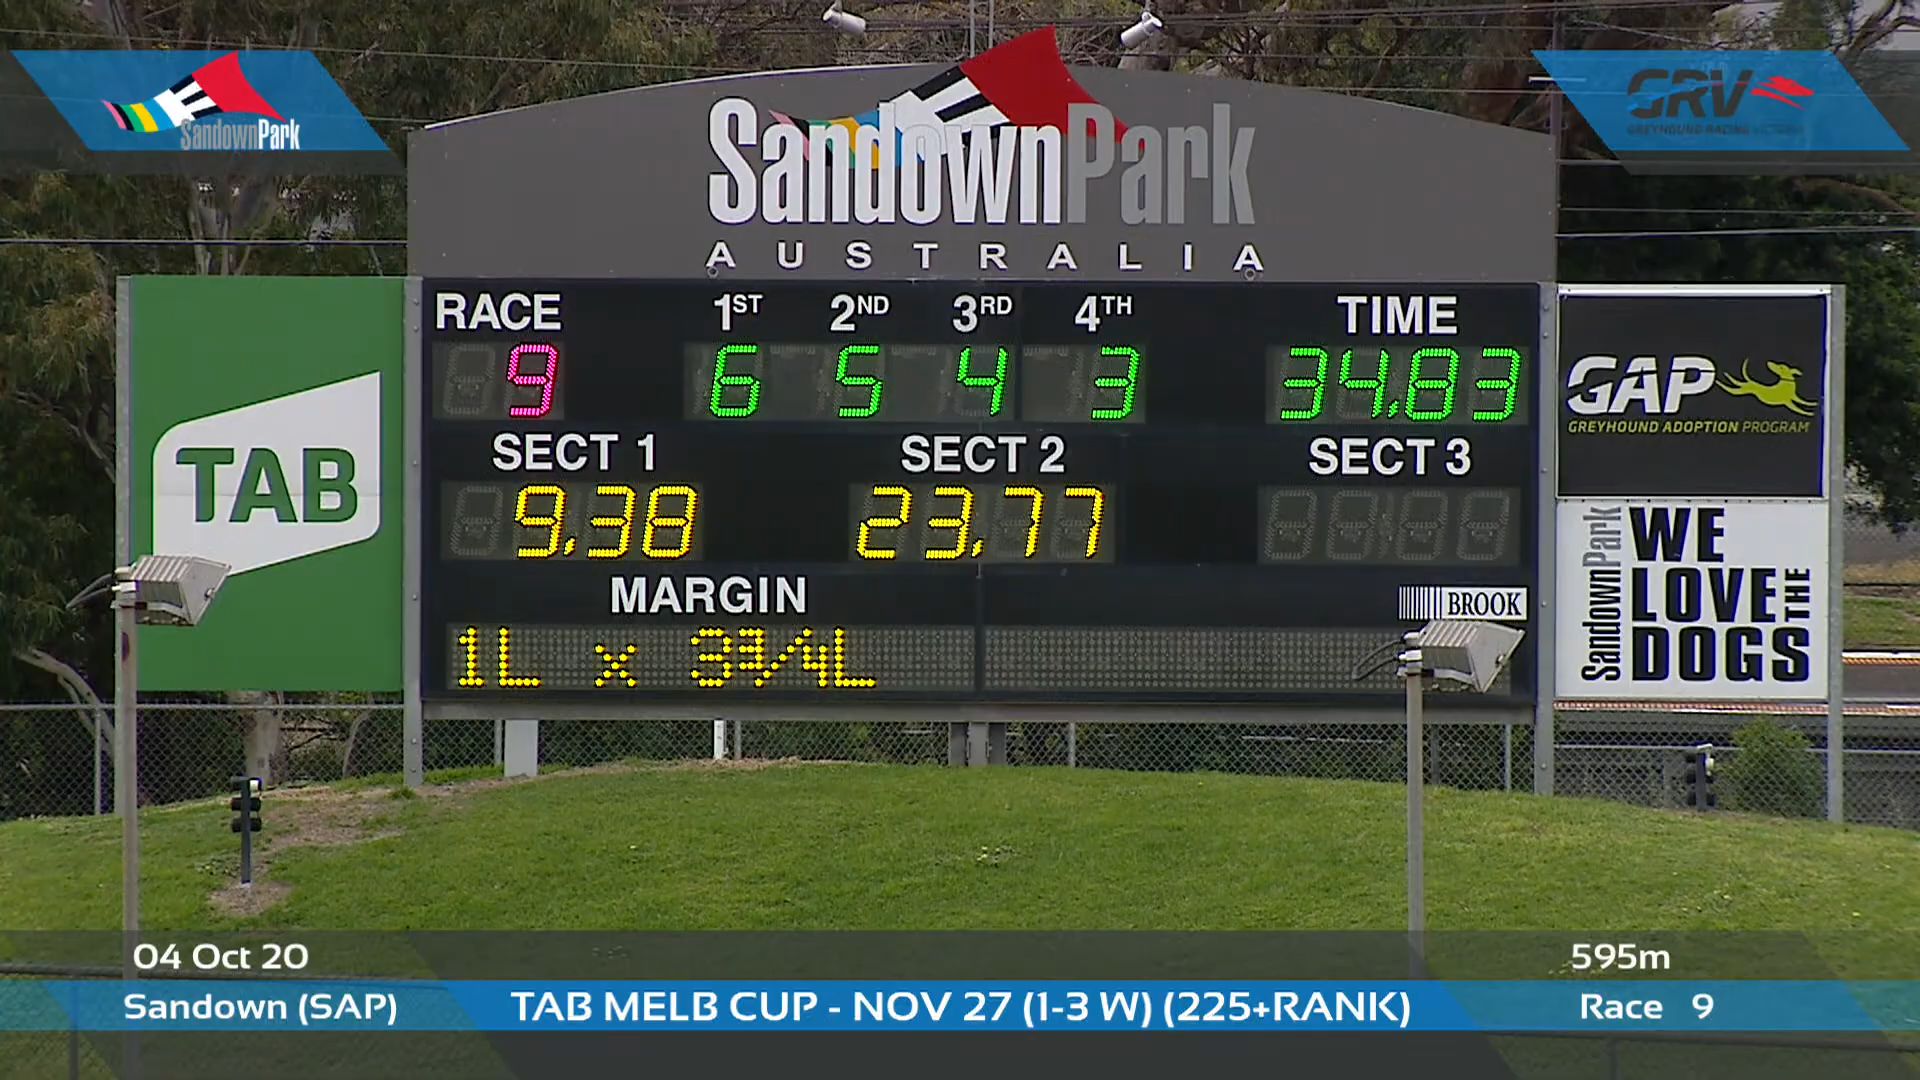 SandownPark
GRV
GREYHOUND RACING VICTORIA
SandownPark
AUSTRALIA
RACE 1ST 2ND 3RD 4TH TIME
9 6 5 4 3 34.83
SECT 1 SECT 2 SECT 3
9.38 23.77
MARGIN
1L x 3¾L
BROOK
TAB
GAP
GREYHOUND ADOPTION PROGRAM
SandownPark
WE
LOVE THE
DOGS
04 Oct 20 595m
Sandown (SAP) TAB MELB CUP - NOV 27 (1-3 W) (225+RANK) Race 9